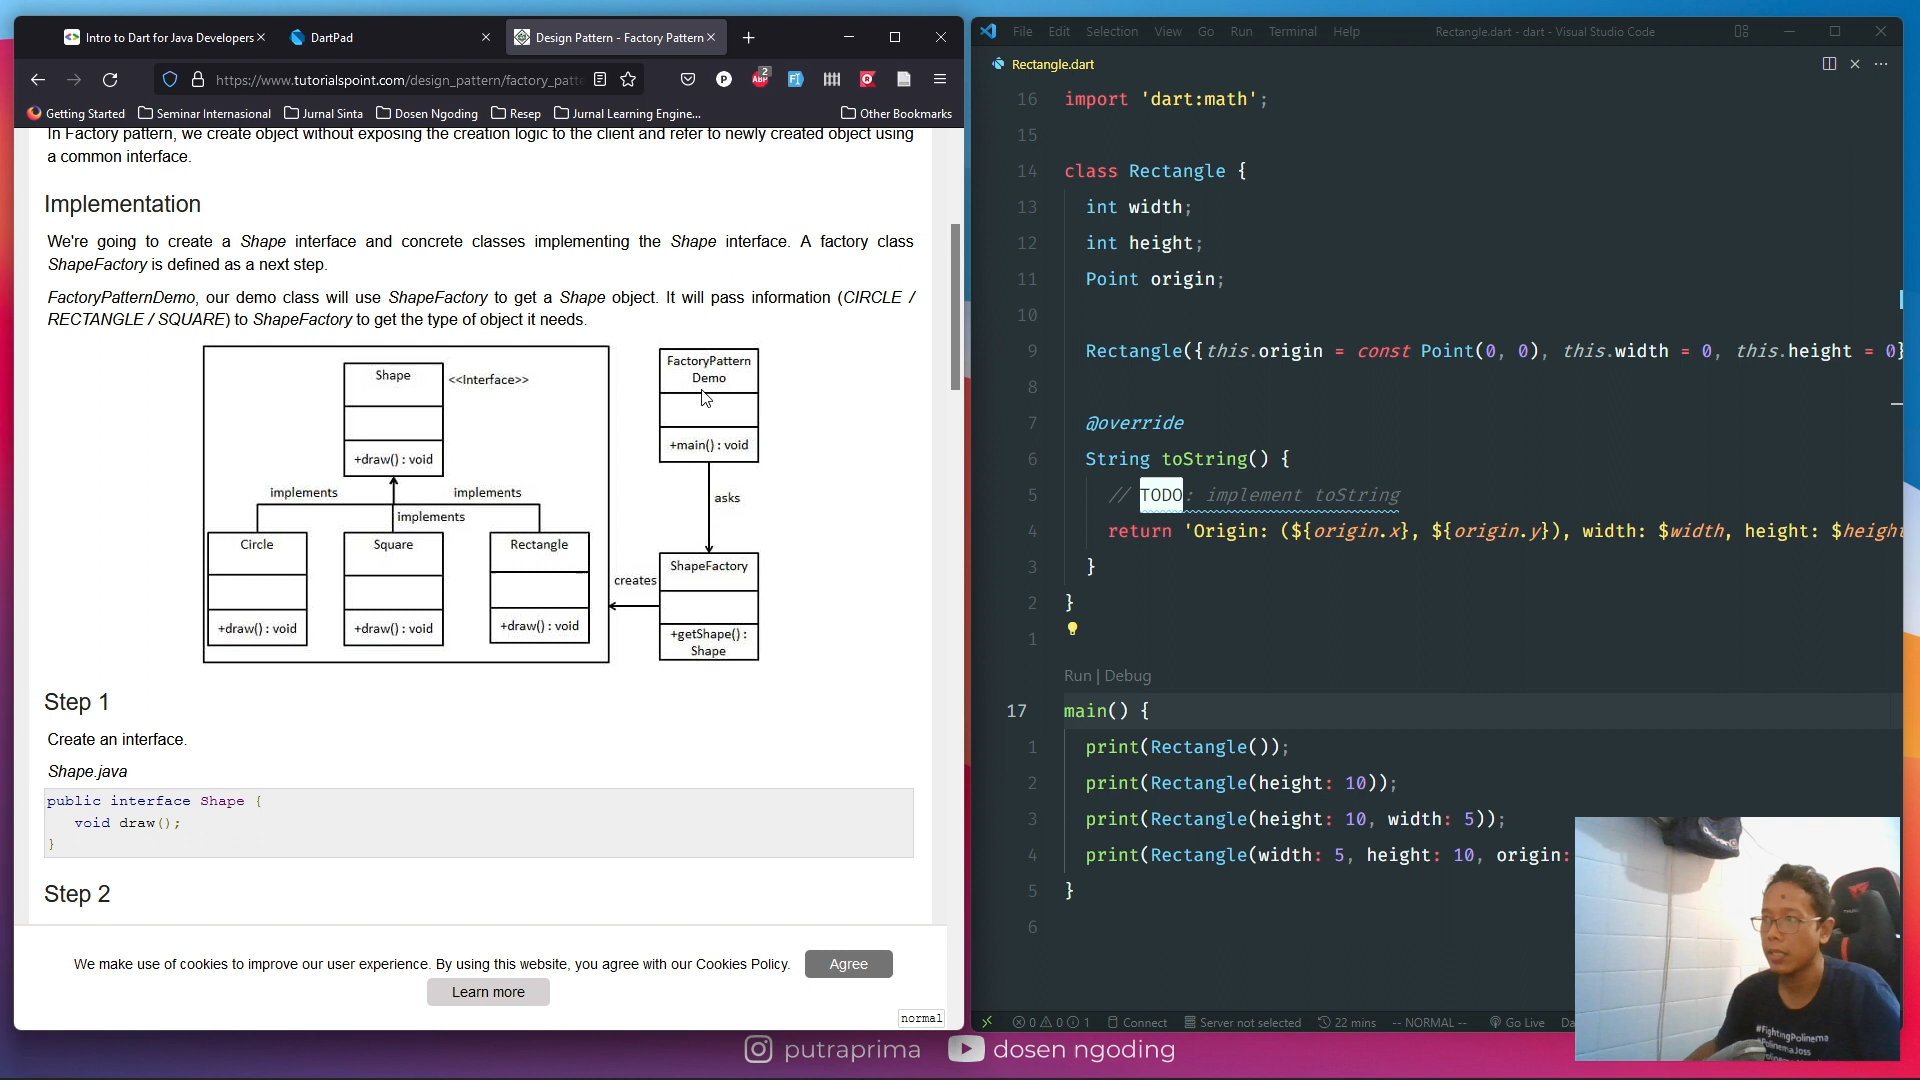 Intro to Dart for Java Developers
DartPad
Design Pattern - Factory Pattern
https://www.tutorialspoint.com/design_pattern/factory_patte
2
Getting Started
Seminar Internasional
Jurnal Sinta
Dosen Ngoding
Resep
Jurnal Learning Engine...
Other Bookmarks
In Factory pattern, we create object without exposing the creation logic to the client and refer to newly created object using
a common interface.
Implementation
We're going to create a Shape interface and concrete classes implementing the Shape interface. A factory class
ShapeFactory is defined as a next step.
FactoryPatternDemo, our demo class will use ShapeFactory to get a Shape object. It will pass information (CIRCLE /
RECTANGLE / SQUARE) to ShapeFactory to get the type of object it needs.
Shape
<<Interface>>
+draw() : void
implements
implements
implements
Circle
+draw() : void
Square
+draw() : void
Rectangle
+draw() : void
FactoryPattern
Demo
+main() : void
asks
creates
ShapeFactory
+getShape() :
Shape
Step 1
Create an interface.
Shape.java
public interface Shape {
void draw();
}
Step 2
We make use of cookies to improve our user experience. By using this website, you agree with our Cookies Policy.
Agree
Learn more
normal
File Edit Selection View Go Run Terminal Help
Rectangle.dart - dart - Visual Studio Code
Rectangle.dart
16 import 'dart:math';
15
14 class Rectangle {
13 int width;
12 int height;
11 Point origin;
10
9 Rectangle({this.origin = const Point(0, 0), this.width = 0, this.height = 0}
8
7 @override
6 String toString() {
5 // TODO: implement toString
4 return 'Origin: (${origin.x}, ${origin.y}), width: $width, height: $height
3 }
2 }
1
Run | Debug
17 main() {
1 print(Rectangle());
2 print(Rectangle(height: 10));
3 print(Rectangle(height: 10, width: 5));
4 print(Rectangle(width: 5, height: 10, origin:
5 }
6
0 0 1 Connect Server not selected 22 mins -- NORMAL -- Go Live Da
#FightingPolinema
putraprima
dosen ngoding